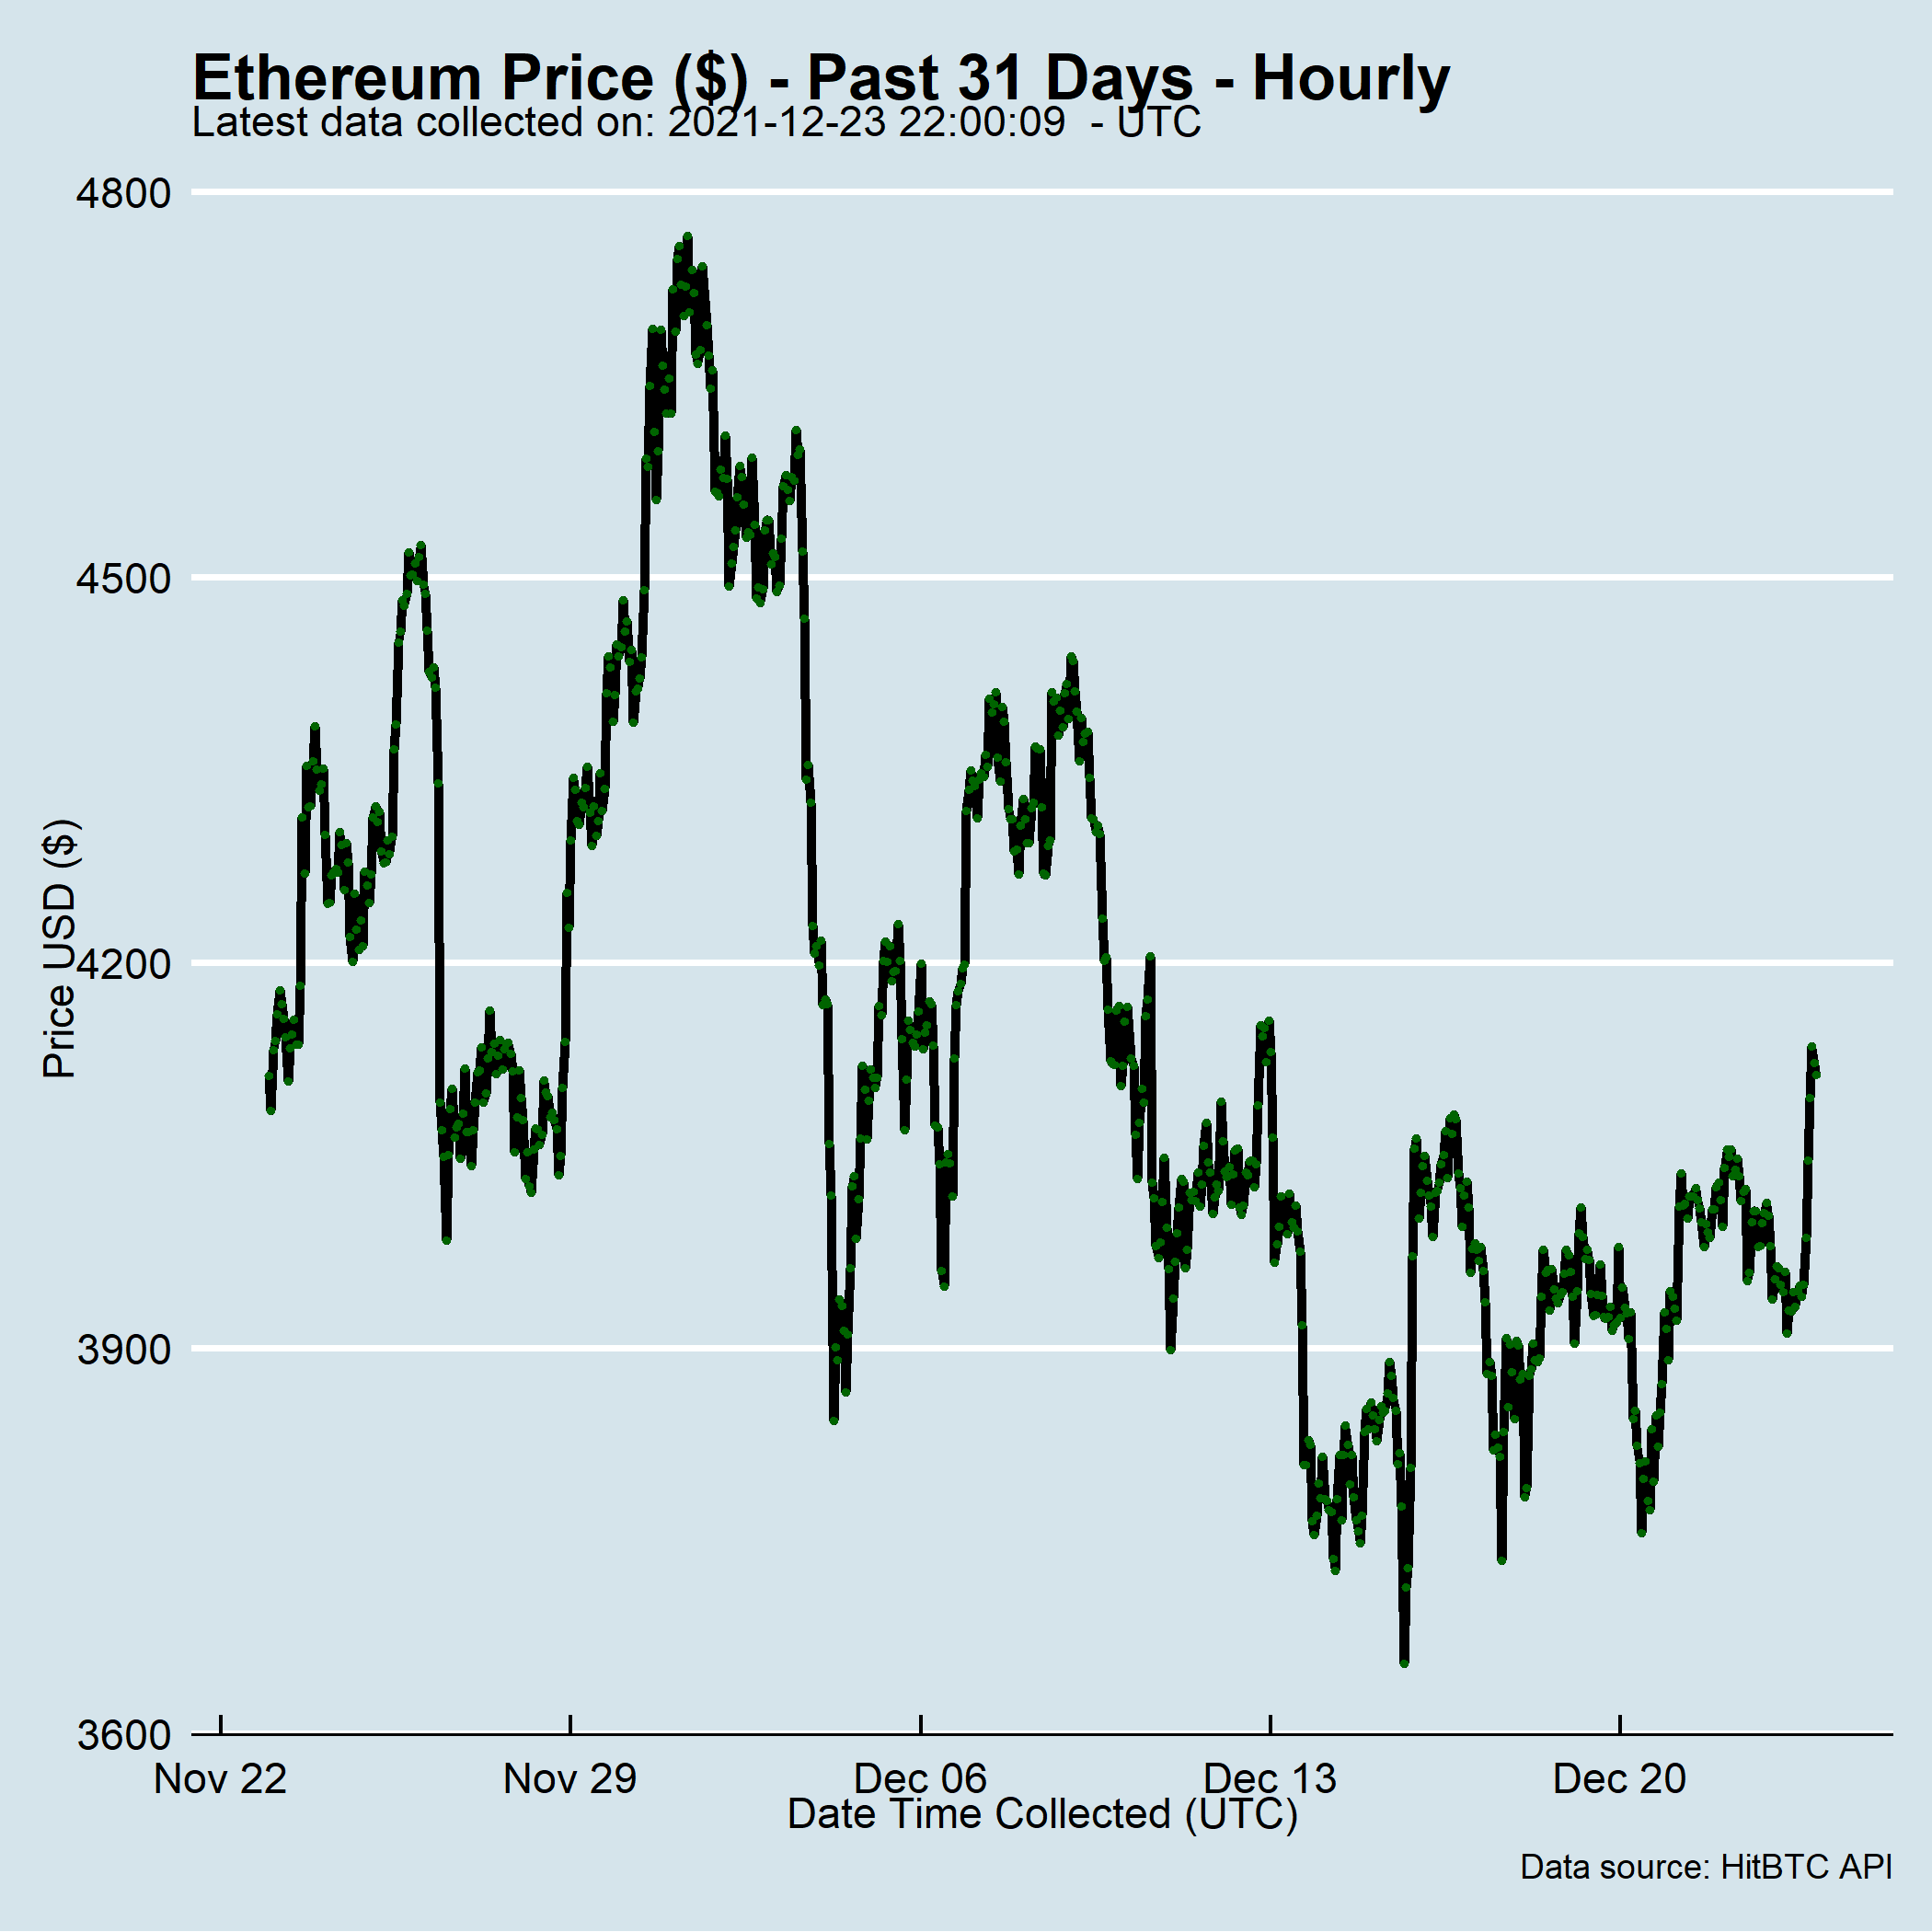 Ethereum Price ($) - Past 31 Days - Hourly
Latest data collected on: 2021-12-23 22:00:09  - UTC
4800
4500
4200
3900
3600
Price USD ($)
Nov 22
Nov 29
Dec 06
Dec 13
Dec 20
Date Time Collected (UTC)
Data source: HitBTC API